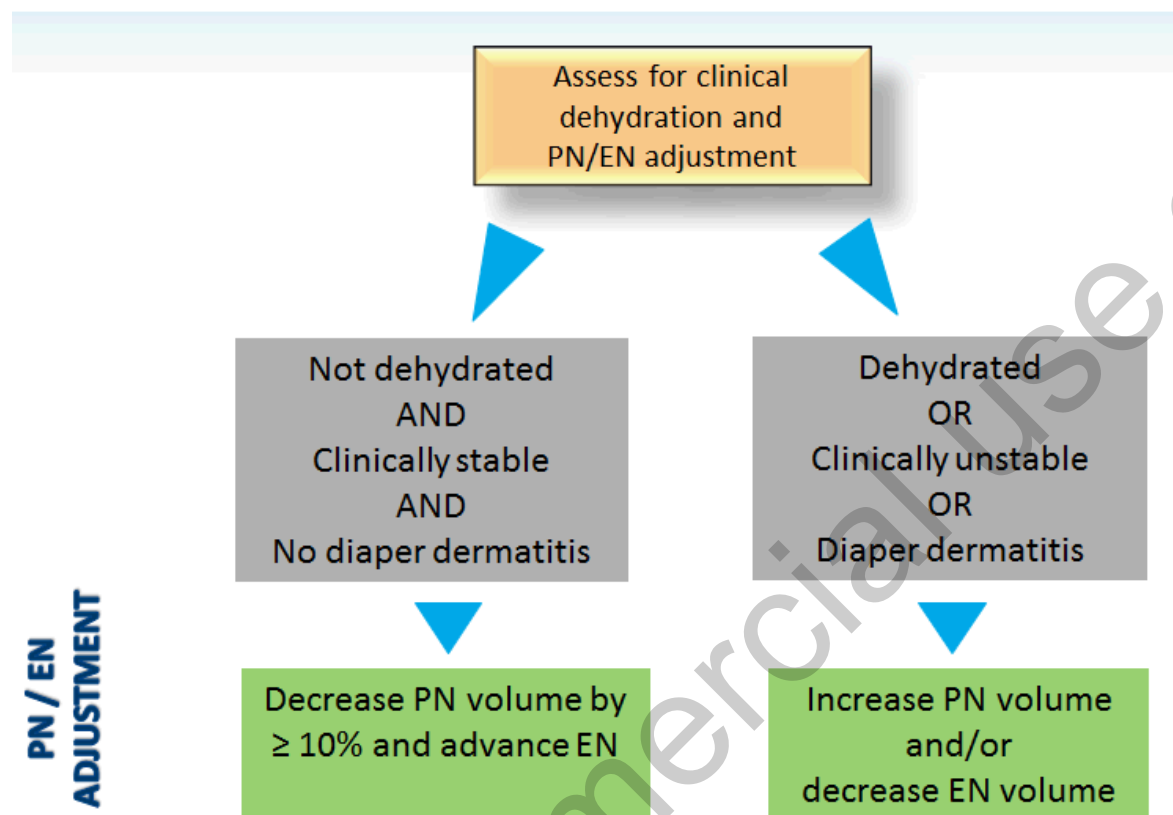 Assess for clinical
dehydration and
PN/EN adjustment
Not dehydrated
AND
Clinically stable
AND
No diaper dermatitis
Dehydrated
OR
Clinically unstable
OR
Diaper dermatitis
PN / EN
ADJUSTMENT
Decrease PN volume by
≥ 10% and advance EN
Increase PN volume
and/or
decrease EN volume
mercial use